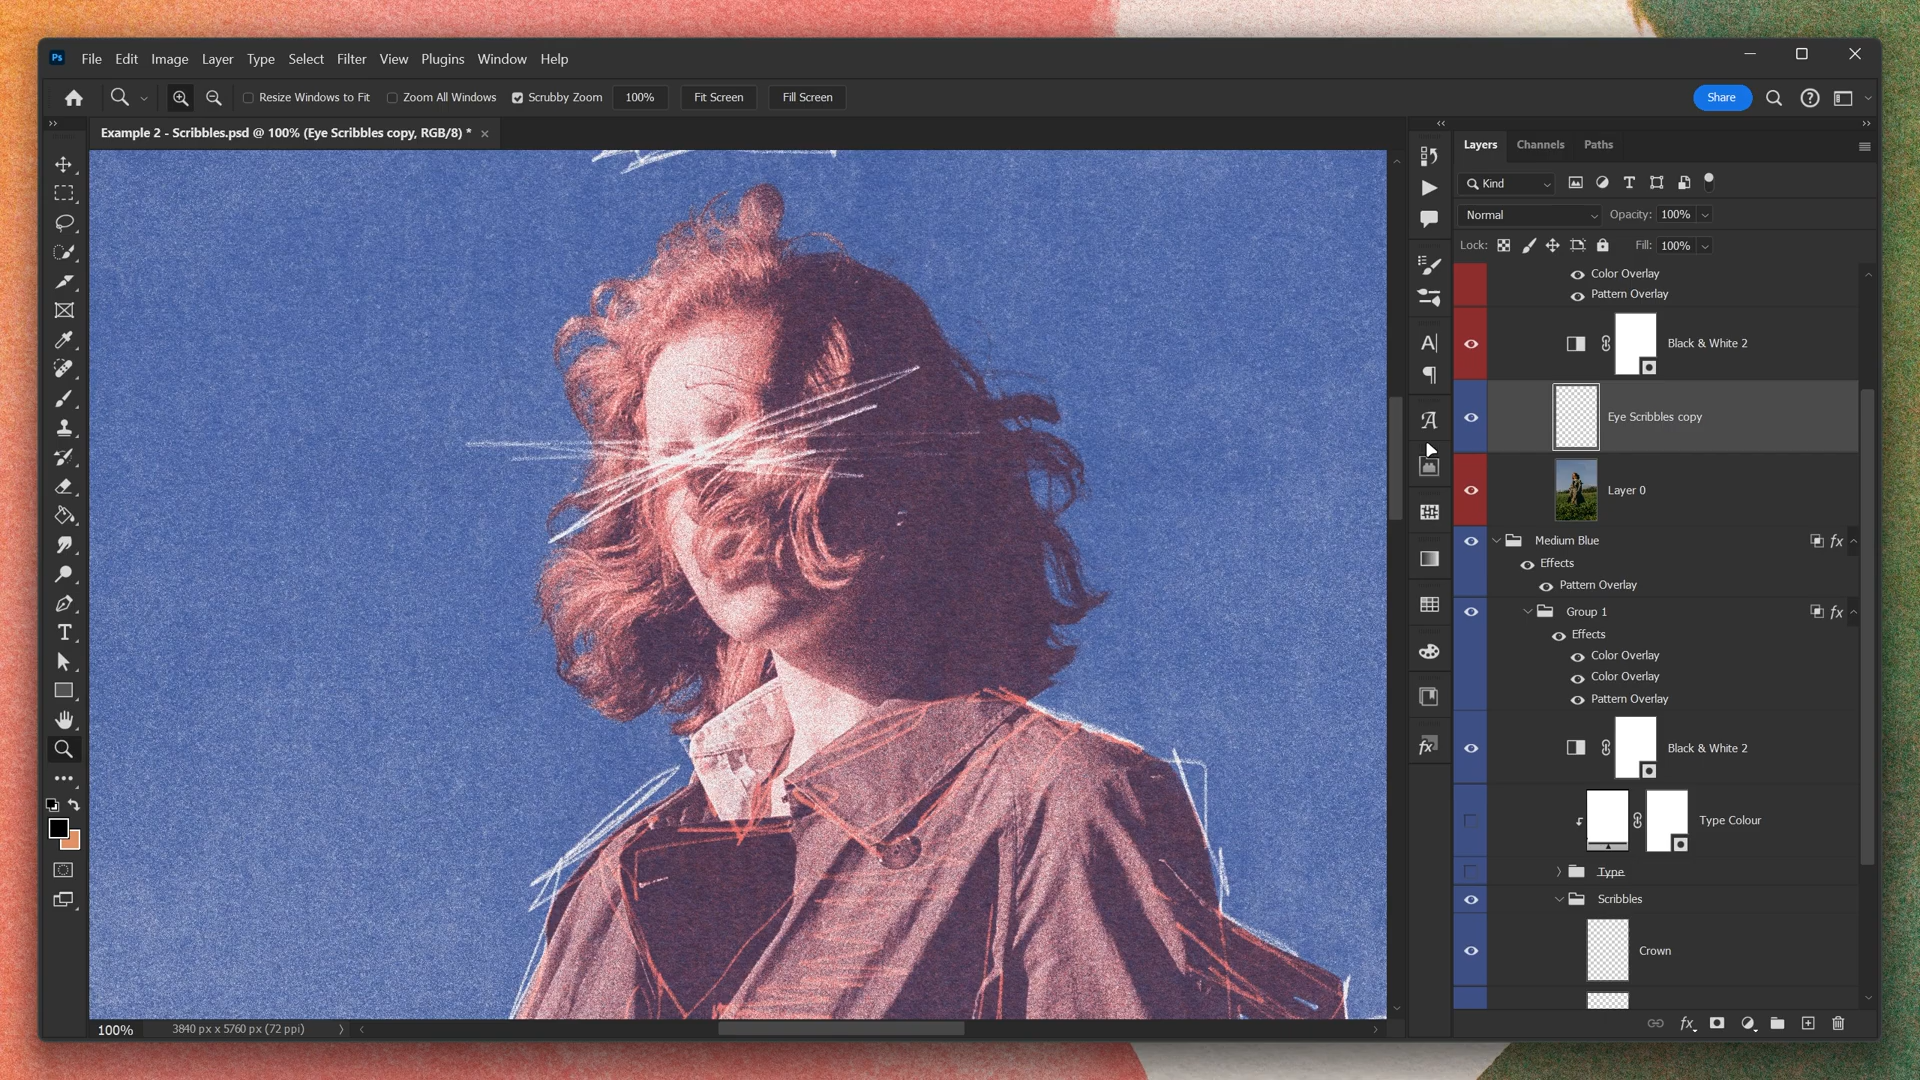 Ps File Edit Image Layer Type Select Filter View Plugins Window Help
Resize Windows to Fit Zoom All Windows Scrubby Zoom 100% Fit Screen Fill Screen Share
Example 2 - Scribbles.psd @ 100% (Eye Scribbles copy, RGB/8) *
Layers Channels Paths
Kind
Normal Opacity: 100%
Lock: Fill: 100%
Color Overlay
Pattern Overlay
Black & White 2
Eye Scribbles copy
Layer 0
Medium Blue fx
Effects
Pattern Overlay
Group 1 fx
Effects
Color Overlay
Color Overlay
Pattern Overlay
Black & White 2
Type Colour
Type
Scribbles
Crown
100% 3840 px x 5760 px (72 ppi)
fx